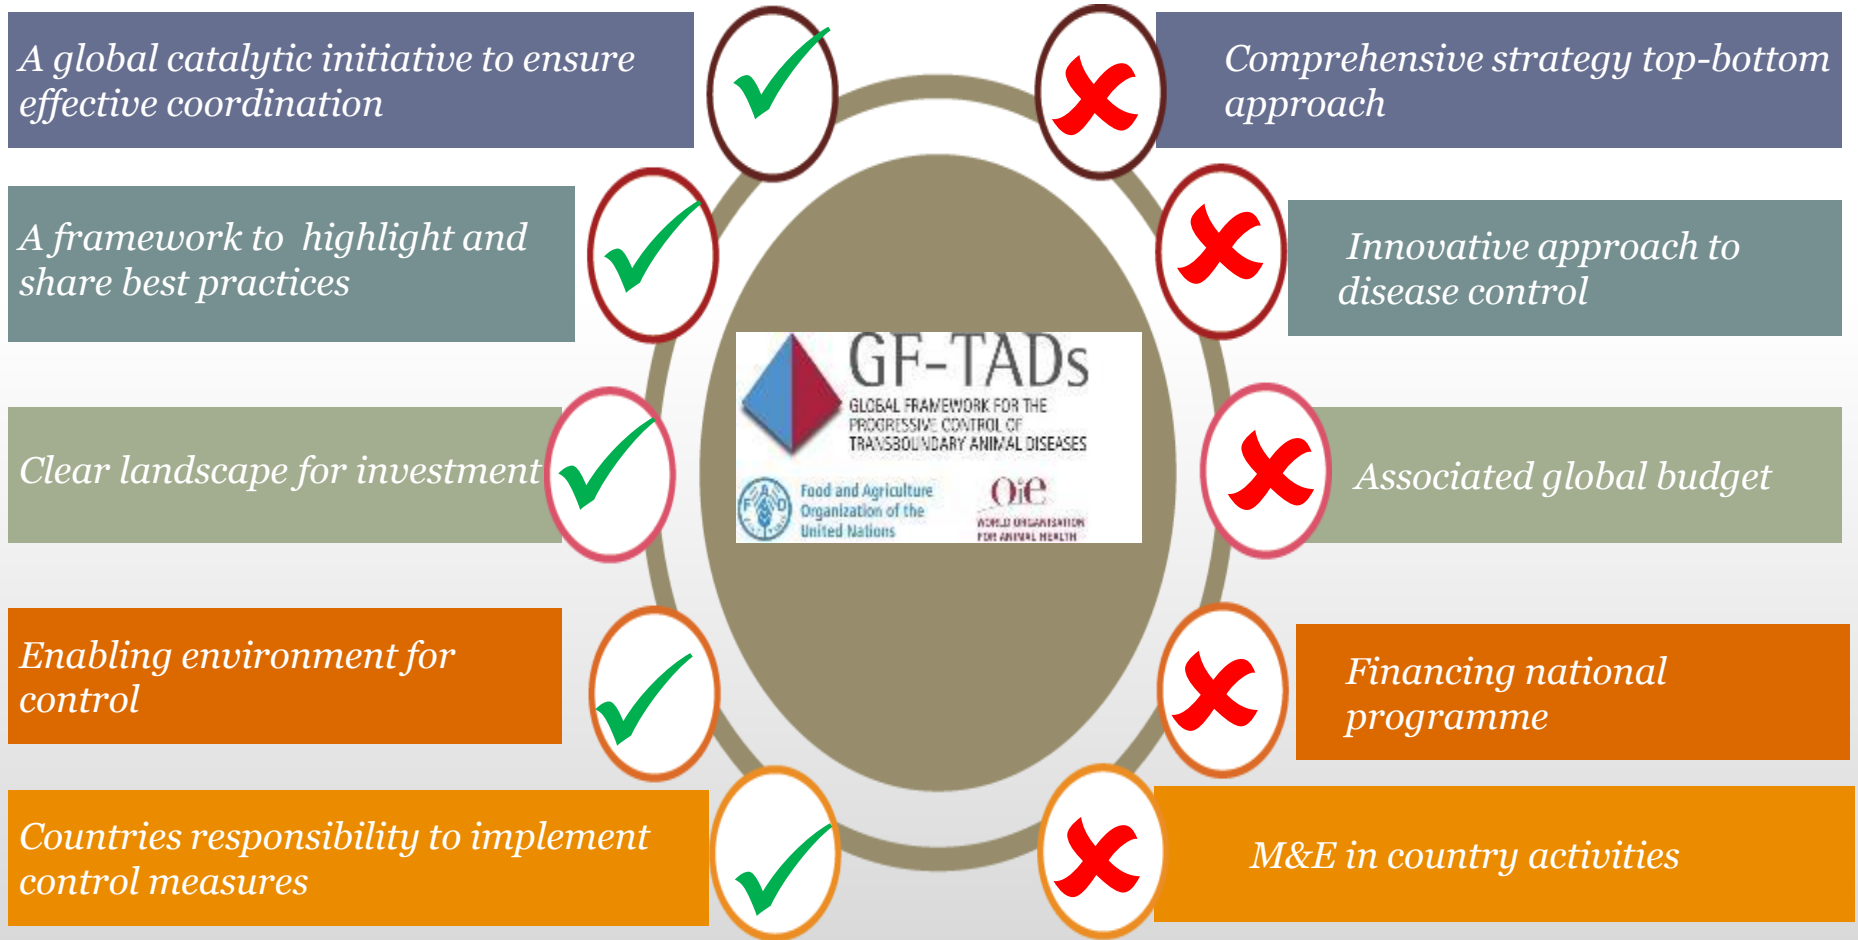 A global catalytic initiative to ensure
effective coordination
Comprehensive strategy top-bottom
approach
A framework to  highlight and
share best practices
Innovative approach to
disease control
GF-TADs
GLOBAL FRAMEWORK FOR THE
PROGRESSIVE CONTROL OF
TRANSBOUNDARY ANIMAL DISEASES
Clear landscape for investment
Associated global budget
F A O
Food and Agriculture
Organization of the
United Nations
Oie
WORLD ORGANISATION
FOR ANIMAL HEALTH
Enabling environment for
control
Financing national
programme
Countries responsibility to implement
control measures
M&E in country activities